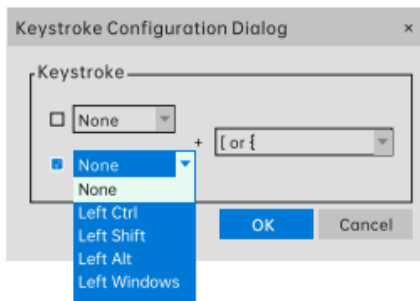 Keystroke Configuration Dialog ×
Keystroke
None
+ [ or {
None
None
Left Ctrl
Left Shift
Left Alt
Left Windows
OK Cancel